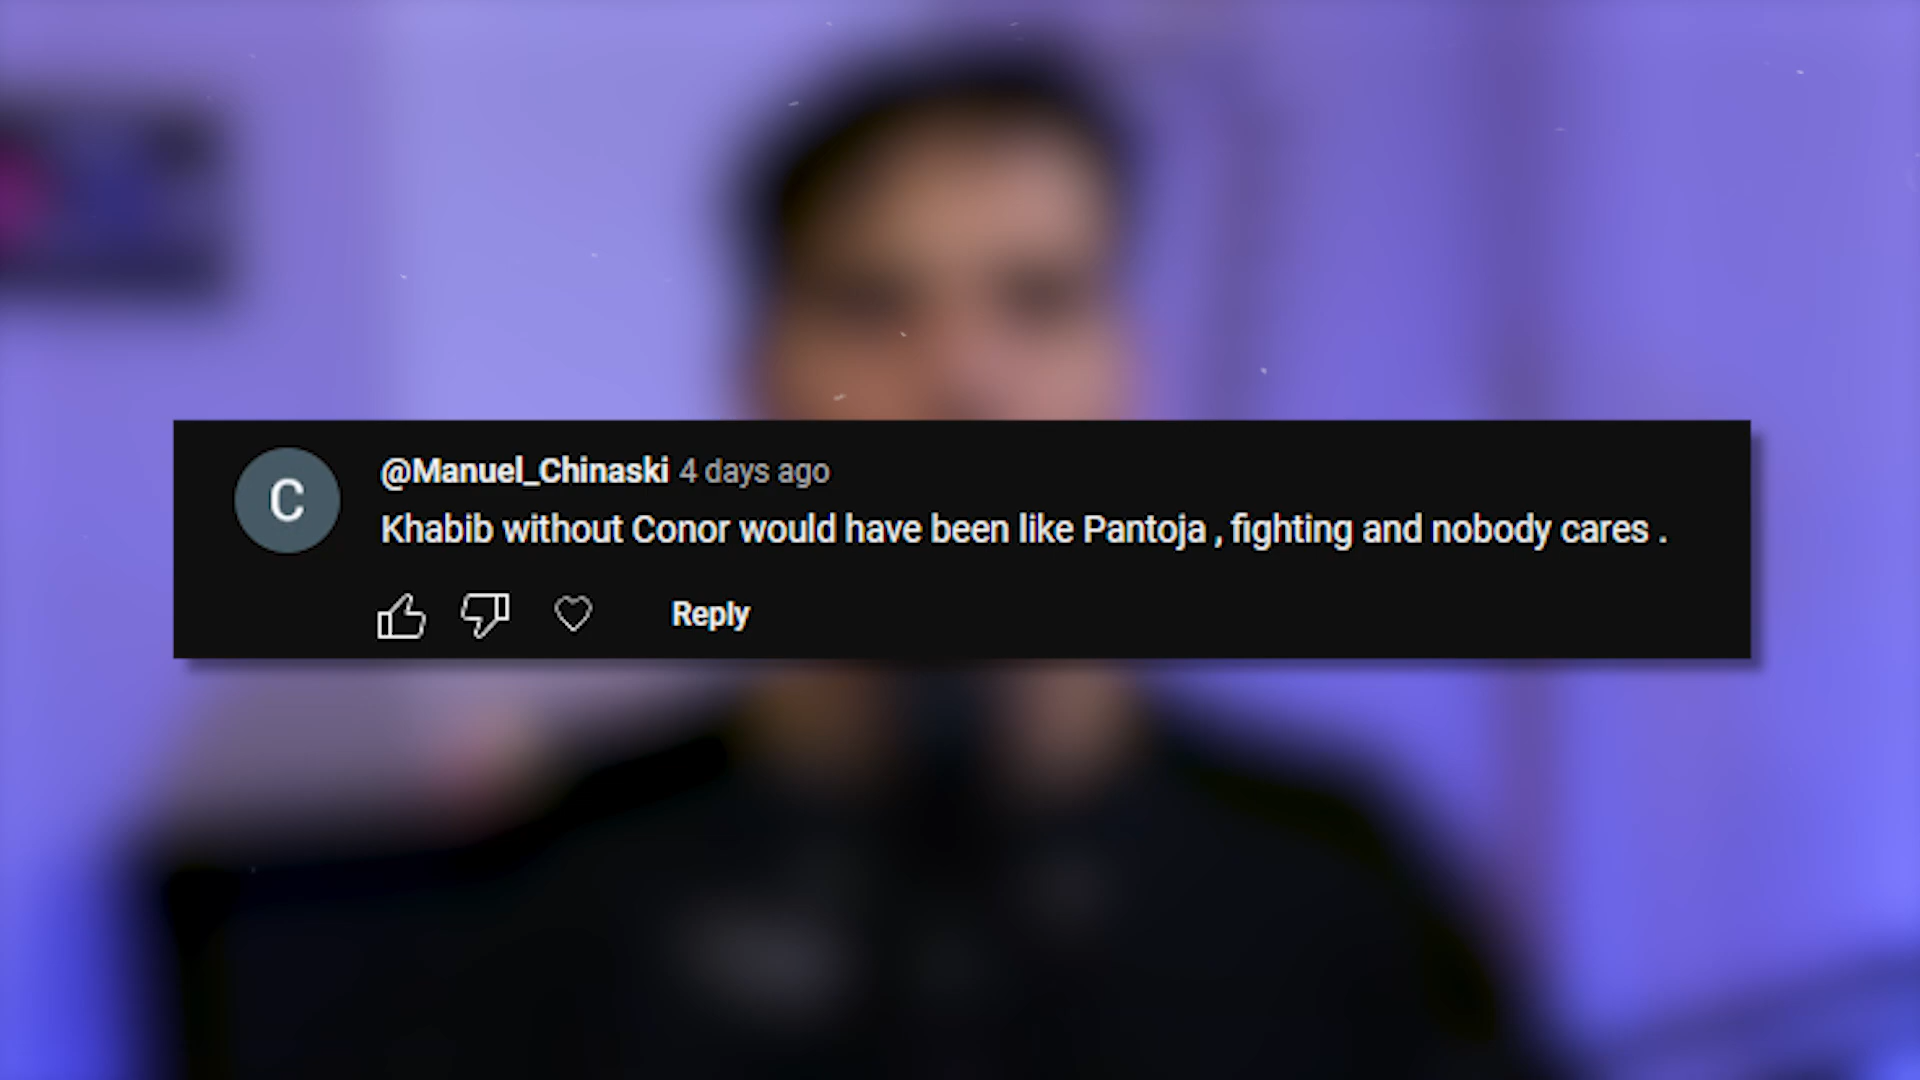 C
@Manuel_Chinaski 4 days ago
Khabib without Conor would have been like Pantoja , fighting and nobody cares .
Reply